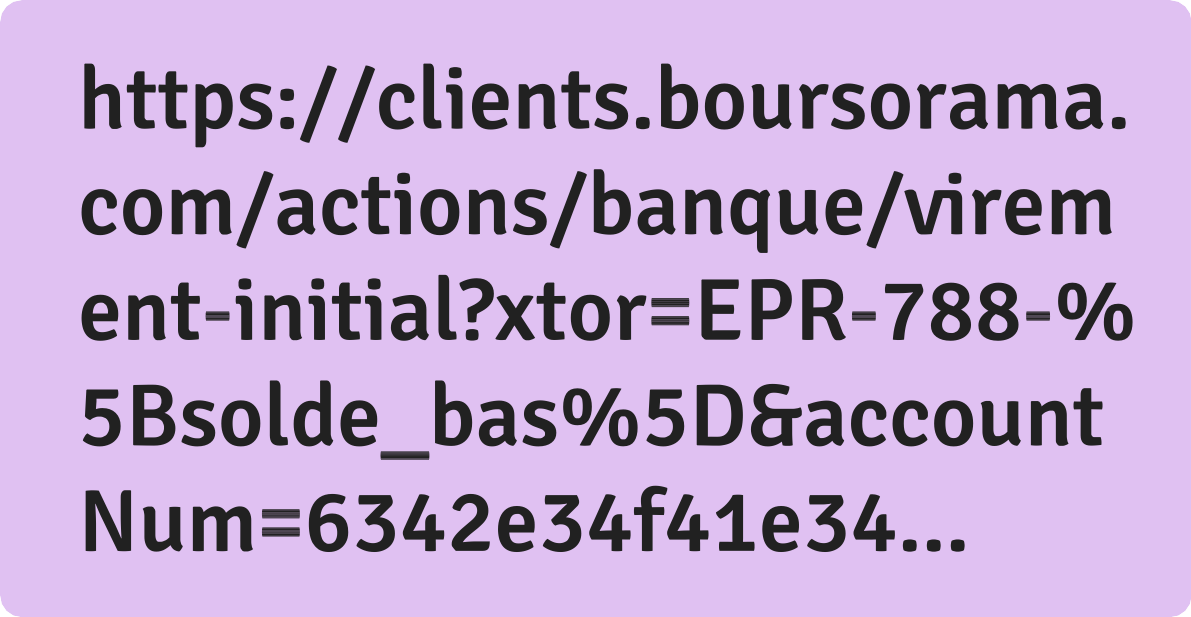 https://clients.boursorama.
com/actions/banque/virem
ent-initial?xtor=EPR-788-%
5Bsolde_bas%5D&account
Num=6342e34f41e34...